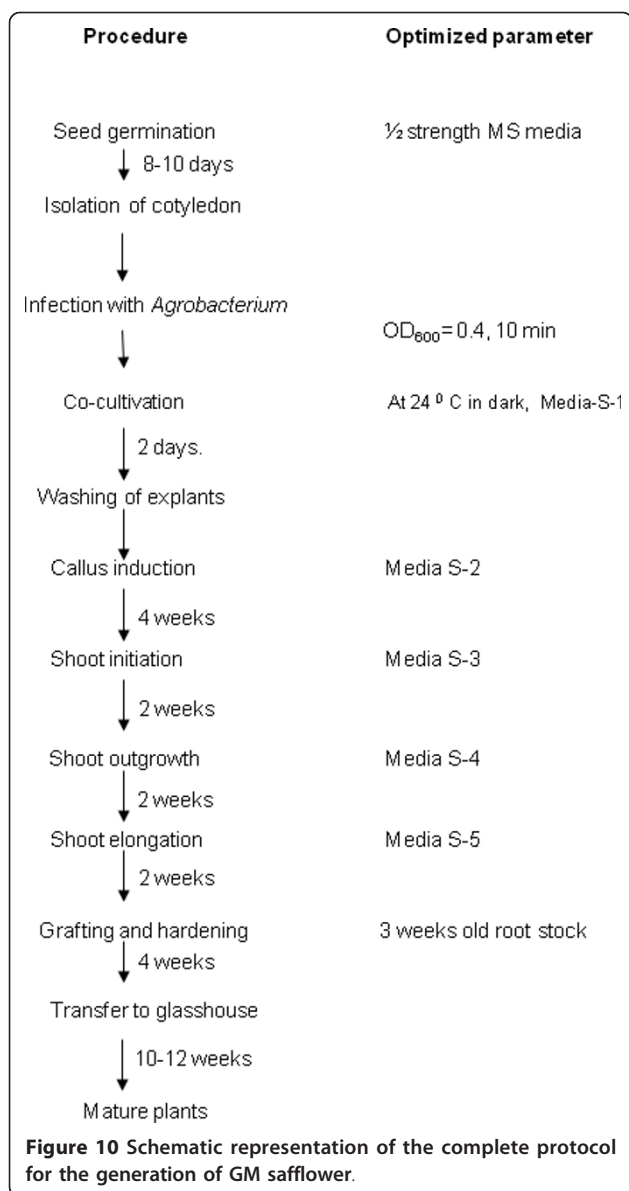 Procedure Optimized parameter
Seed germination ½ strength MS media
8-10 days
Isolation of cotyledon
Infection with Agrobacterium
OD600= 0.4, 10 min
Co-cultivation At 24 ⁰ C in dark, Media-S-1
2 days.
Washing of explants
Callus induction Media S-2
4 weeks
Shoot initiation Media S-3
2 weeks
Shoot outgrowth Media S-4
2 weeks
Shoot elongation Media S-5
2 weeks
Grafting and hardening 3 weeks old root stock
4 weeks
Transfer to glasshouse
10-12 weeks
Mature plants
Figure 10 Schematic representation of the complete protocol
for the generation of GM safflower.